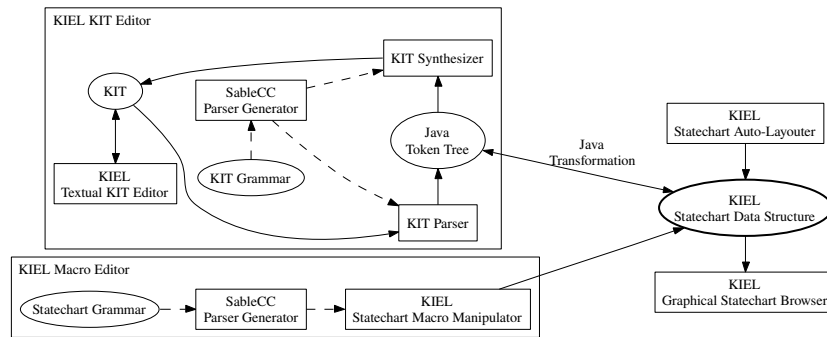 KIEL KIT Editor
KIT Synthesizer
KIT
SableCC
Parser Generator
Java
Token Tree
KIEL
Textual KIT Editor
KIT Grammar
KIT Parser
Java
Transformation
KIEL
Statechart Auto-Layouter
KIEL
Statechart Data Structure
KIEL
Graphical Statechart Browser
KIEL Macro Editor
Statechart Grammar
SableCC
Parser Generator
KIEL
Statechart Macro Manipulator